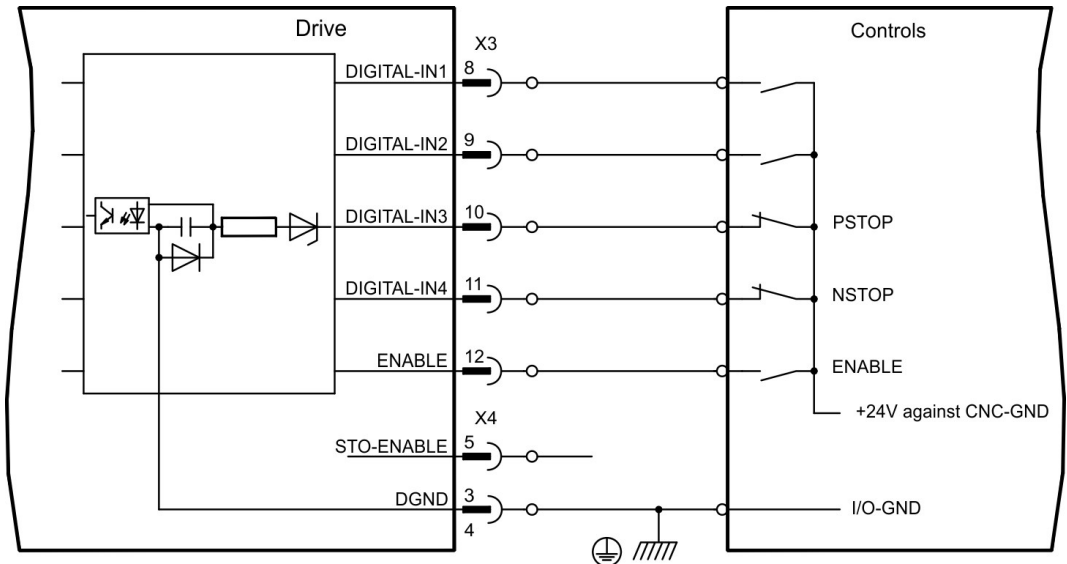 Drive
Controls
X3
DIGITAL-IN1
8
DIGITAL-IN2
9
DIGITAL-IN3
10
PSTOP
DIGITAL-IN4
11
NSTOP
ENABLE
12
ENABLE
+24V against CNC-GND
X4
STO-ENABLE
5
DGND
3
I/O-GND
4